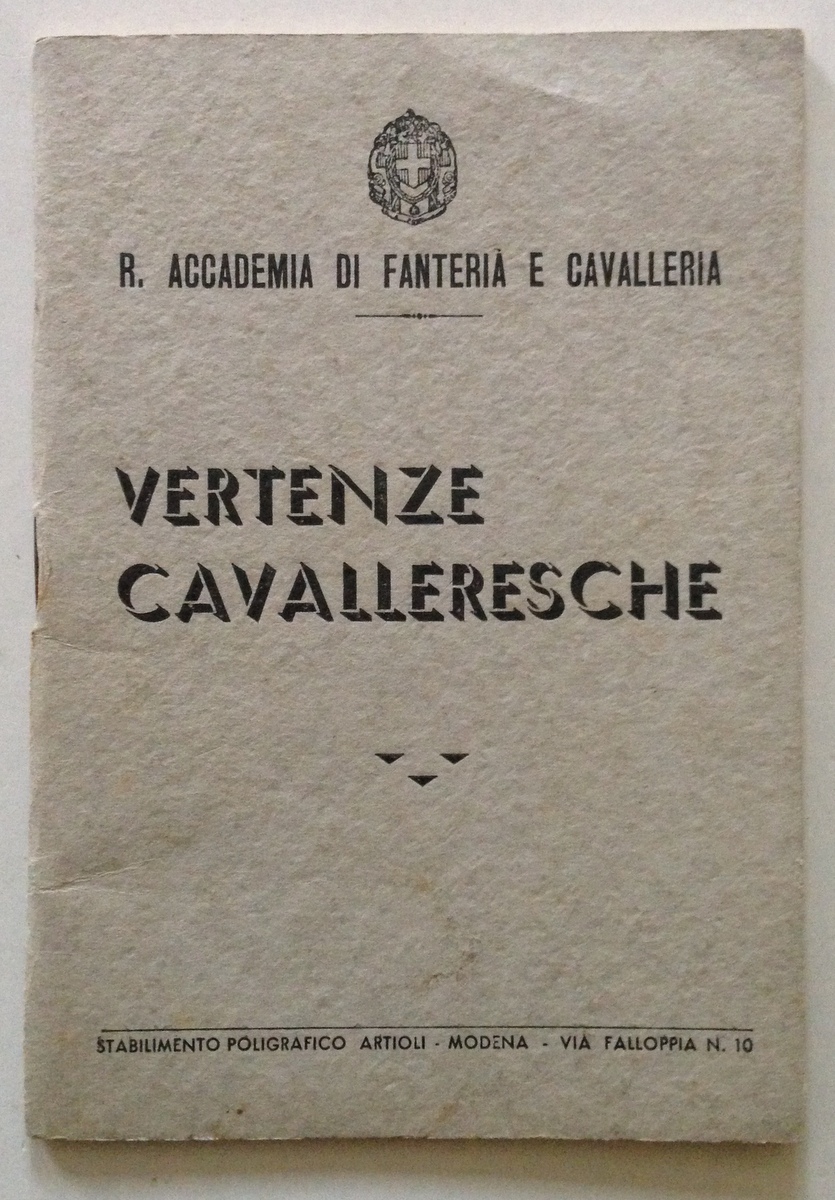 R. ACCADEMIA DI FANTERIA E CAVALLERIA
VERTENZE
CAVALLERESCHE
STABILIMENTO POLIGRAFICO ARTIOLI - MODENA - VIA FALLOPPIA N. 10